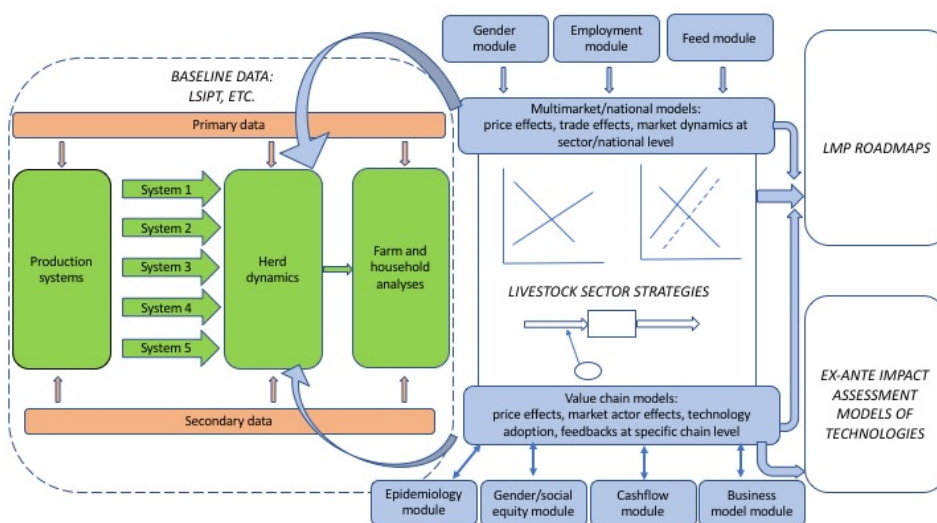 Gender
module
Employment
module
Feed module
BASELINE DATA:
LSIPT, ETC.
Primary data
Multimarket/national models:
price effects, trade effects, market dynamics at
sector/national level
LMP ROADMAPS
Production
systems
System 1
System 2
System 3
System 4
System 5
Herd
dynamics
Farm and
household
analyses
LIVESTOCK SECTOR STRATEGIES
Secondary data
Value chain models:
price effects, market actor effects, technology
adoption, feedbacks at specific chain level
EX-ANTE IMPACT
ASSESSMENT
MODELS OF
TECHNOLOGIES
Epidemiology
module
Gender/social
equity module
Cashflow
module
Business
model module